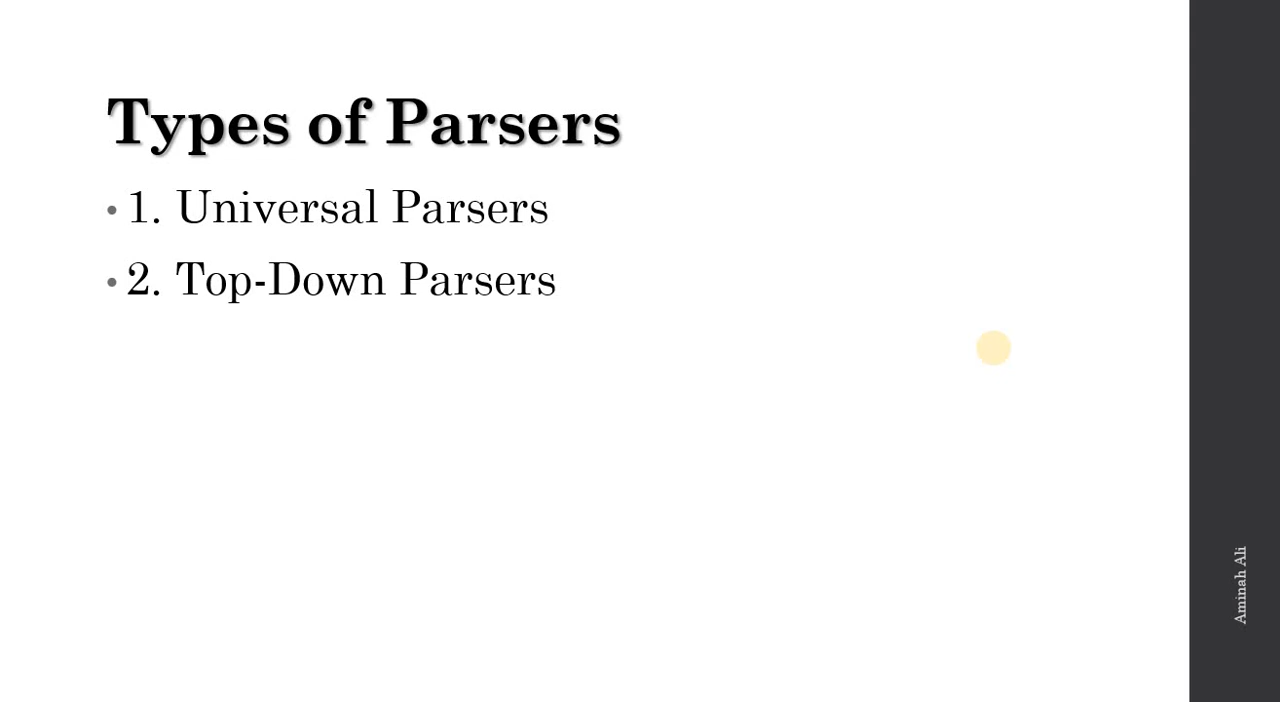 Types of Parsers
• 1. Universal Parsers
• 2. Top-Down Parsers
Aminah Ali